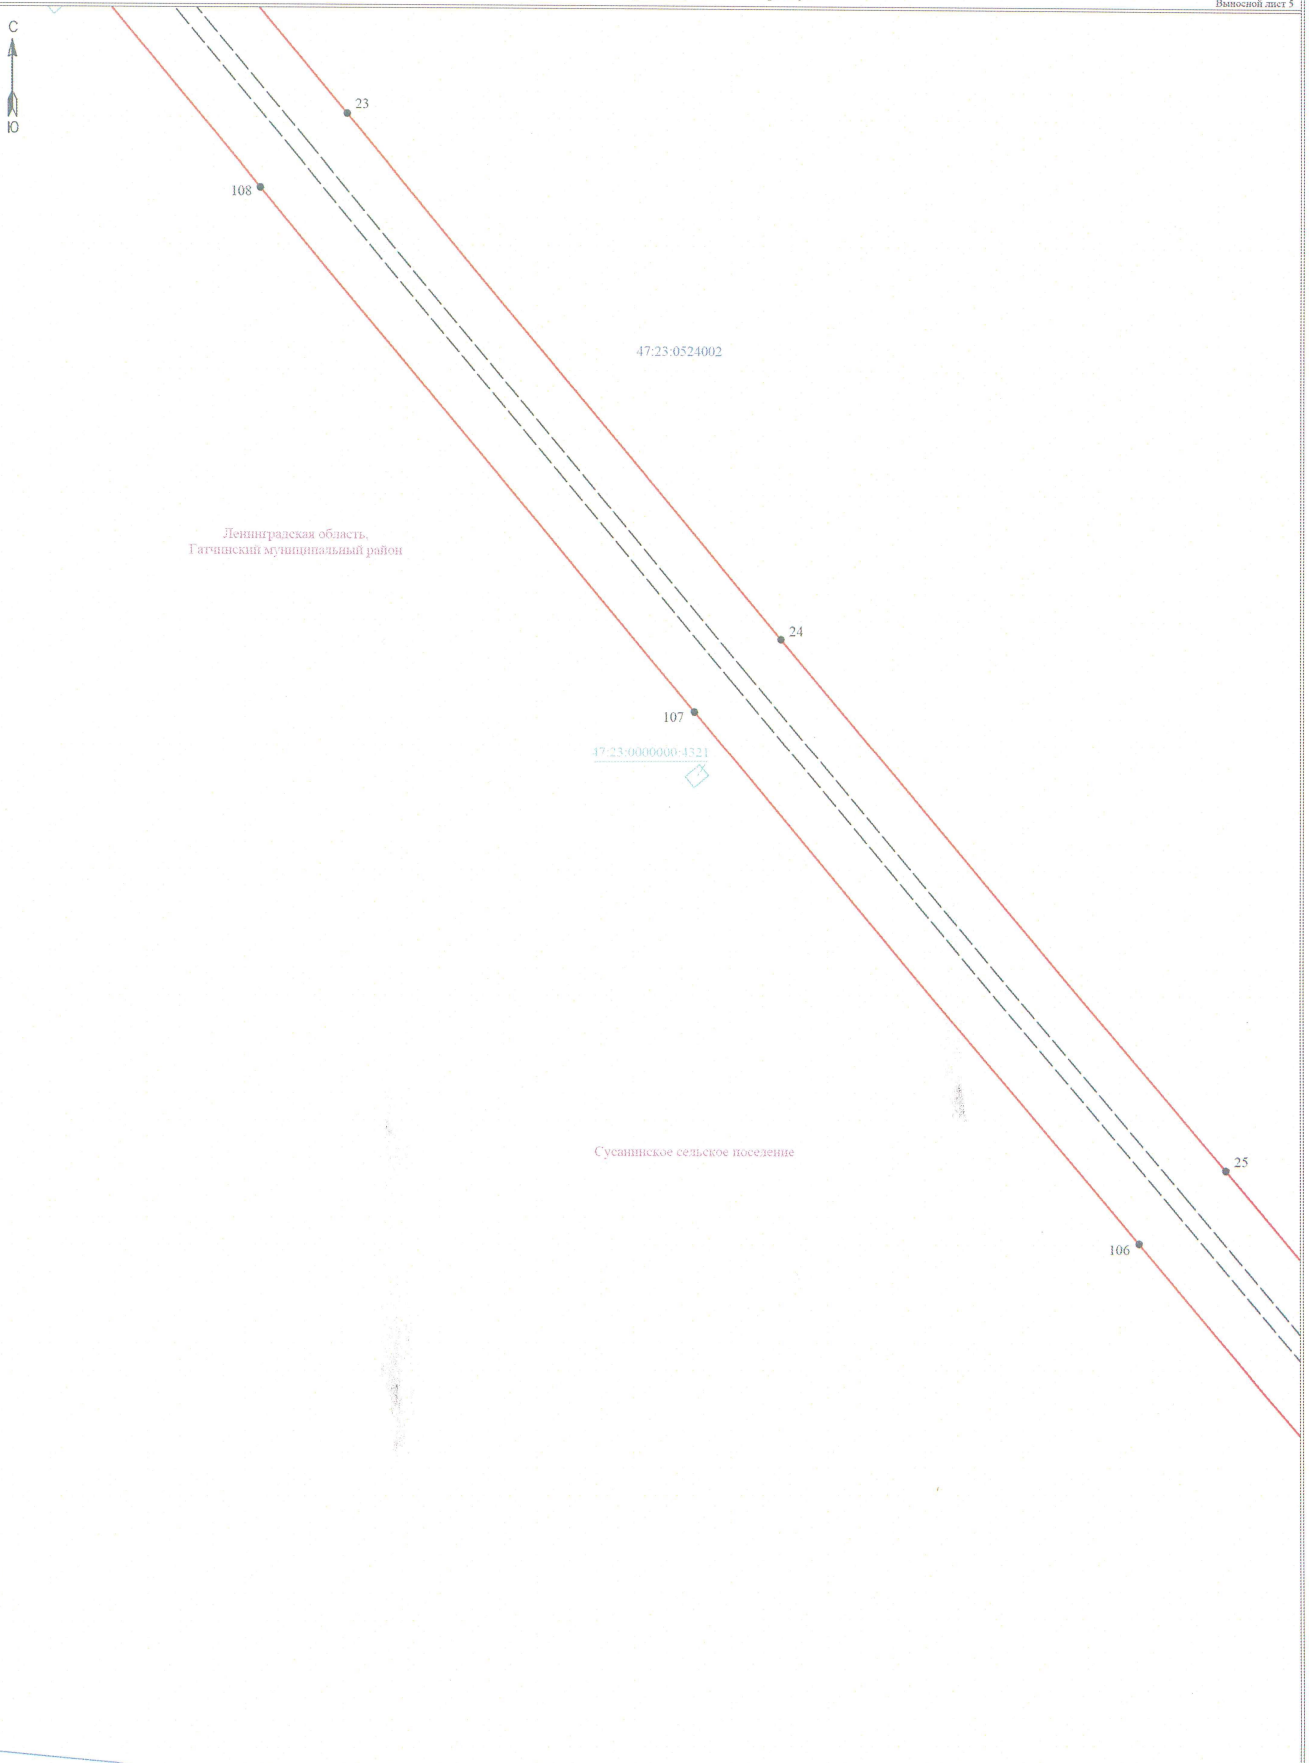 Выносной лист 5
С
Ю
23
108
47:23:0524002
Ленинградская область,
Гатчинский муниципальный район
24
107
47:23:0000000:4321
Сусанинское сельское поселение
25
106